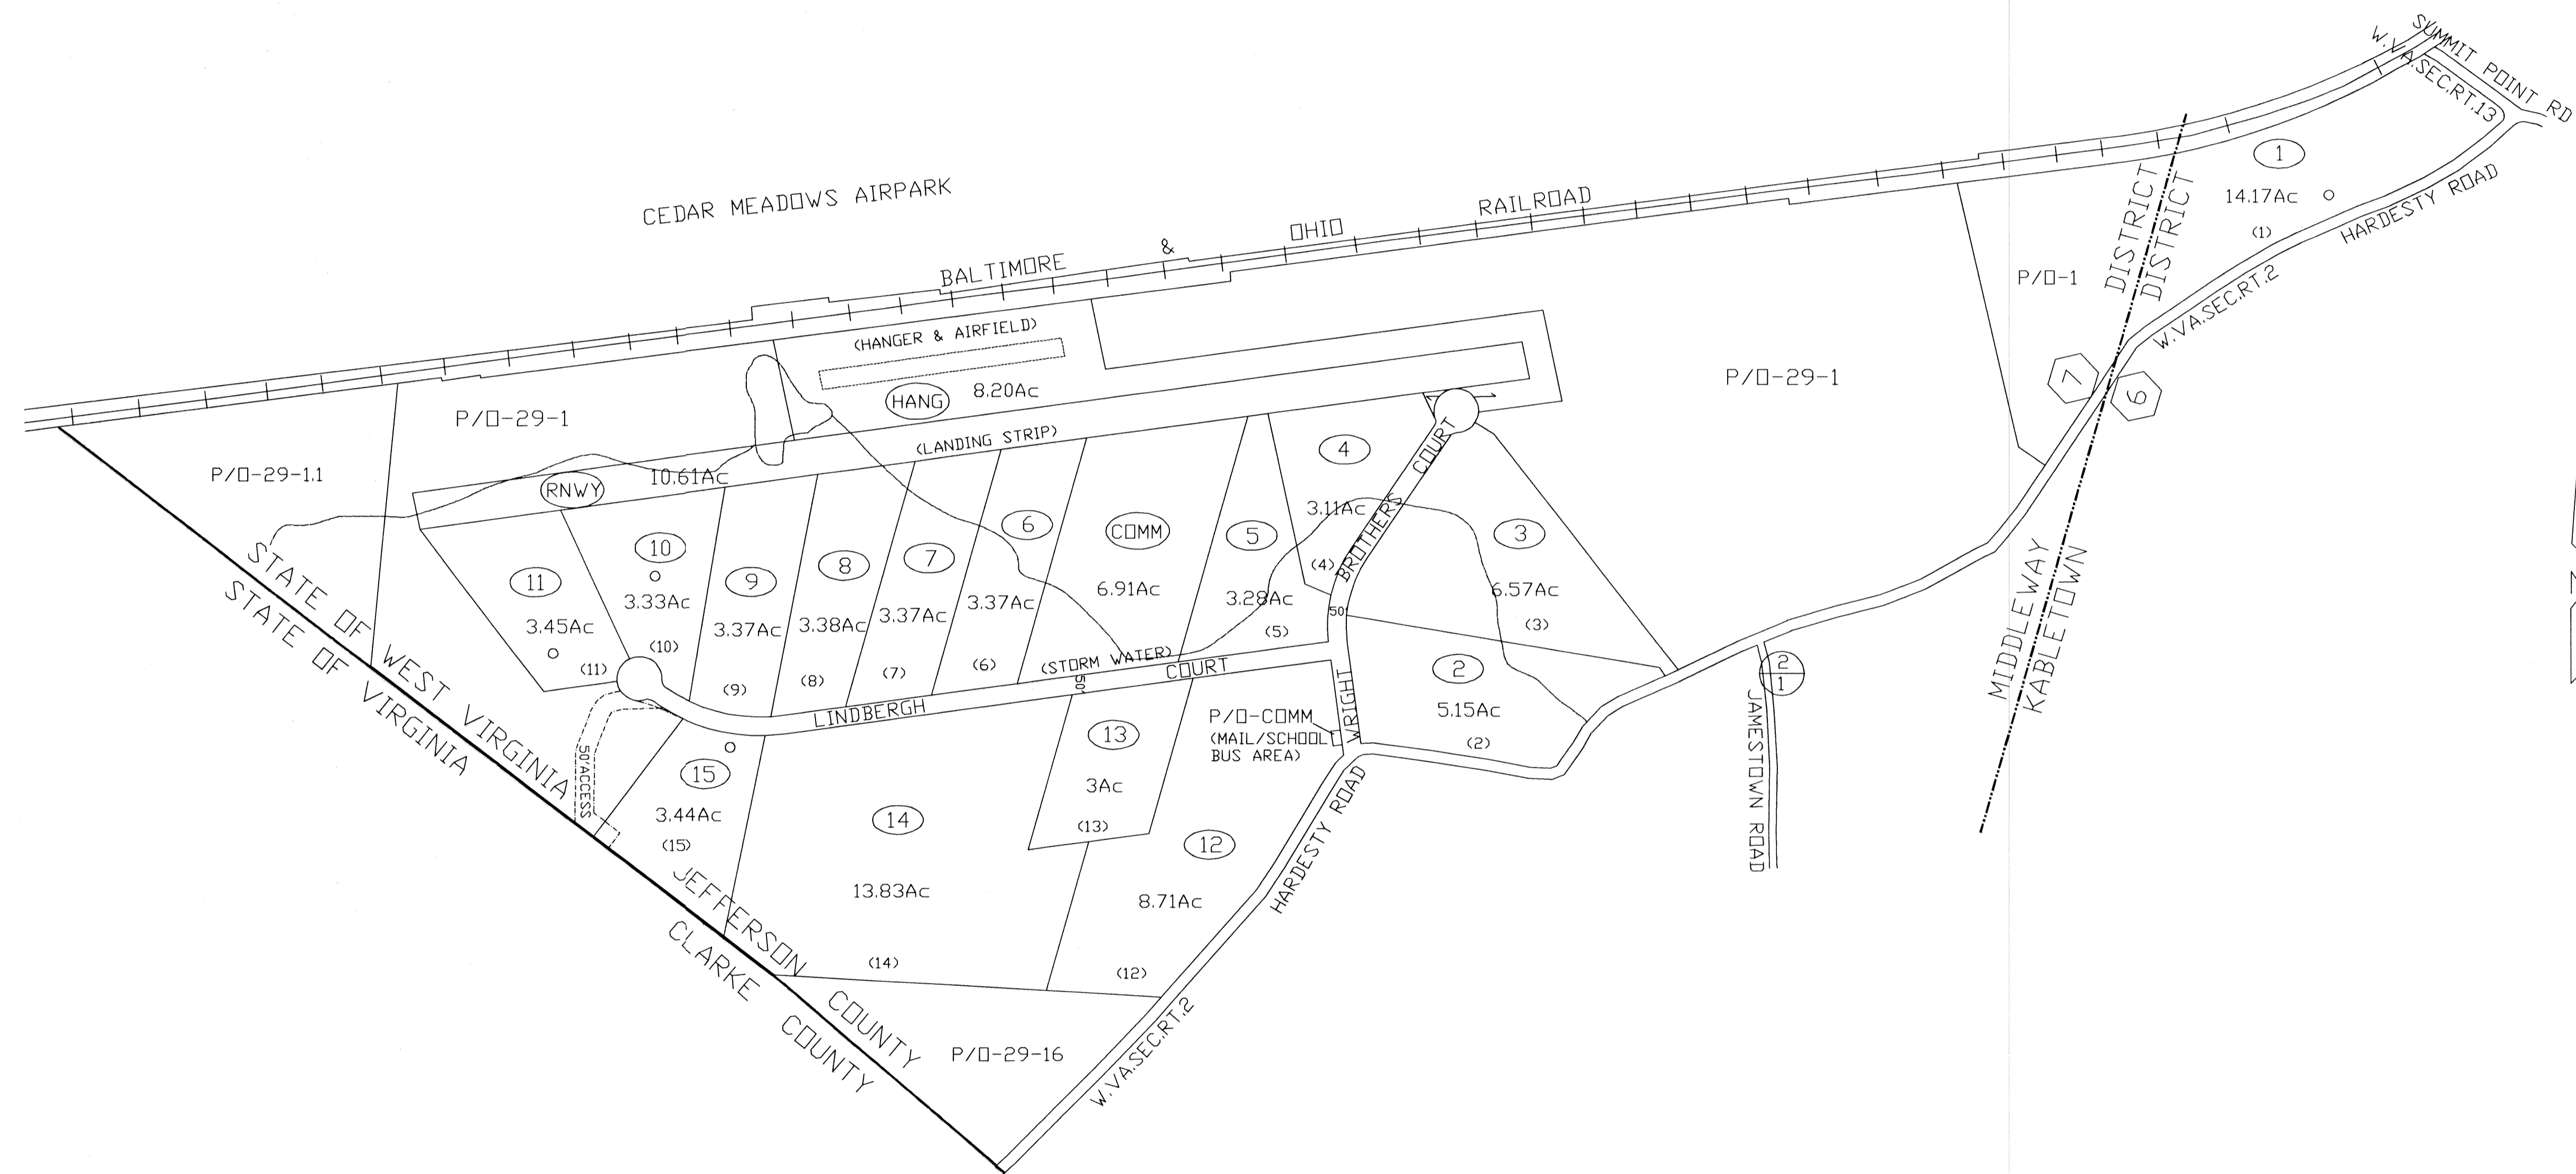 SUMMIT POINT RD
W.VA.SEC.RT.13
CEDAR MEADOWS AIRPARK
BALTIMORE & OHIO RAILROAD
1
14.17Ac
(1)
HARDESTY ROAD
W.VA.SEC.RT.2
DISTRICT
DISTRICT
P/O-1
7
6
MIDDLEWAY
KABLETOWN
(HANGER & AIRFIELD)
HANG
8.20Ac
P/O-29-1
P/O-29-1
P/O-29-1.1
(LANDING STRIP)
RNWY
10.61Ac
11
3.45Ac
(11)
10
3.33Ac
(10)
9
3.37Ac
(9)
8
3.38Ac
(8)
7
3.37Ac
(7)
6
3.37Ac
(6)
COMM
6.91Ac
(STORM WATER)
5
3.28Ac
(5)
4
3.11Ac
(4)
3
6.57Ac
(3)
2
5.15Ac
(2)
WRIGHT BROTHERS COURT
50'
LINDBERGH COURT
50'
P/O-COMM
(MAIL/SCHOOL
BUS AREA)
13
3Ac
(13)
12
8.71Ac
(12)
14
13.83Ac
(14)
15
3.44Ac
(15)
50'ACCESS
HARDESTY ROAD
W.VA.SEC.RT.2
2
1
JAMESTOWN ROAD
STATE OF WEST VIRGINIA
STATE OF VIRGINIA
JEFFERSON COUNTY
CLARKE COUNTY
P/O-29-16